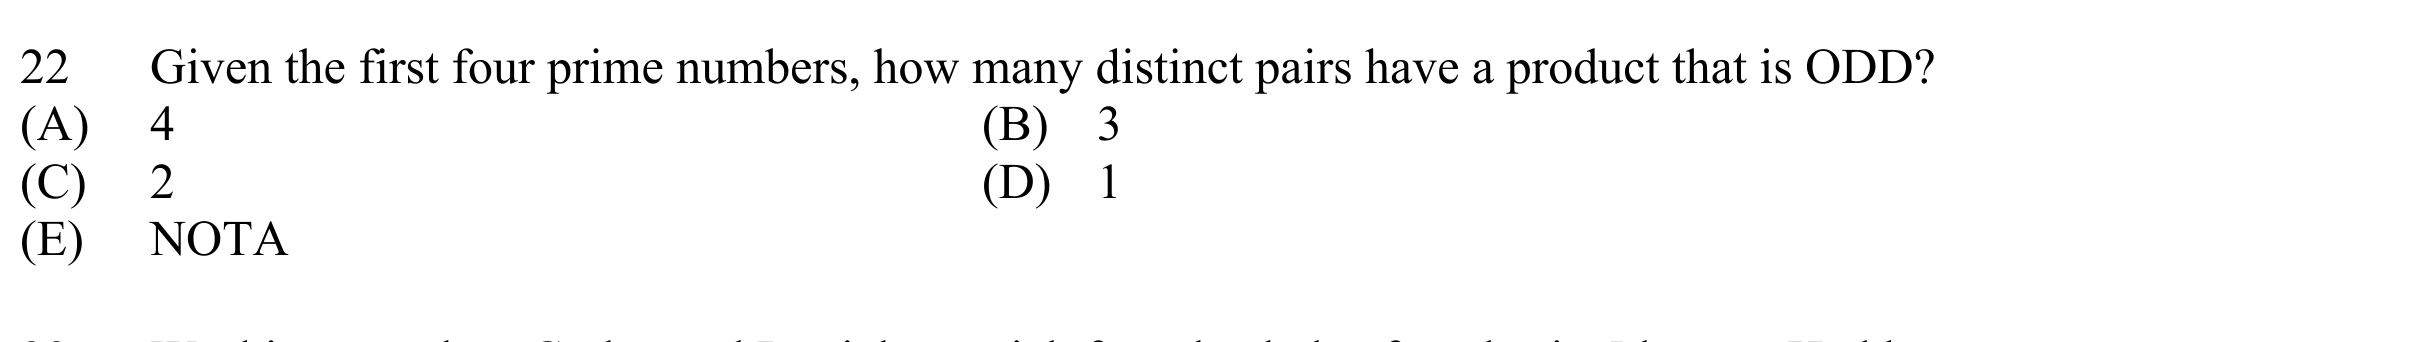 22 Given the first four prime numbers, how many distinct pairs have a product that is ODD?
(A) 4 (B) 3
(C) 2 (D) 1
(E) NOTA